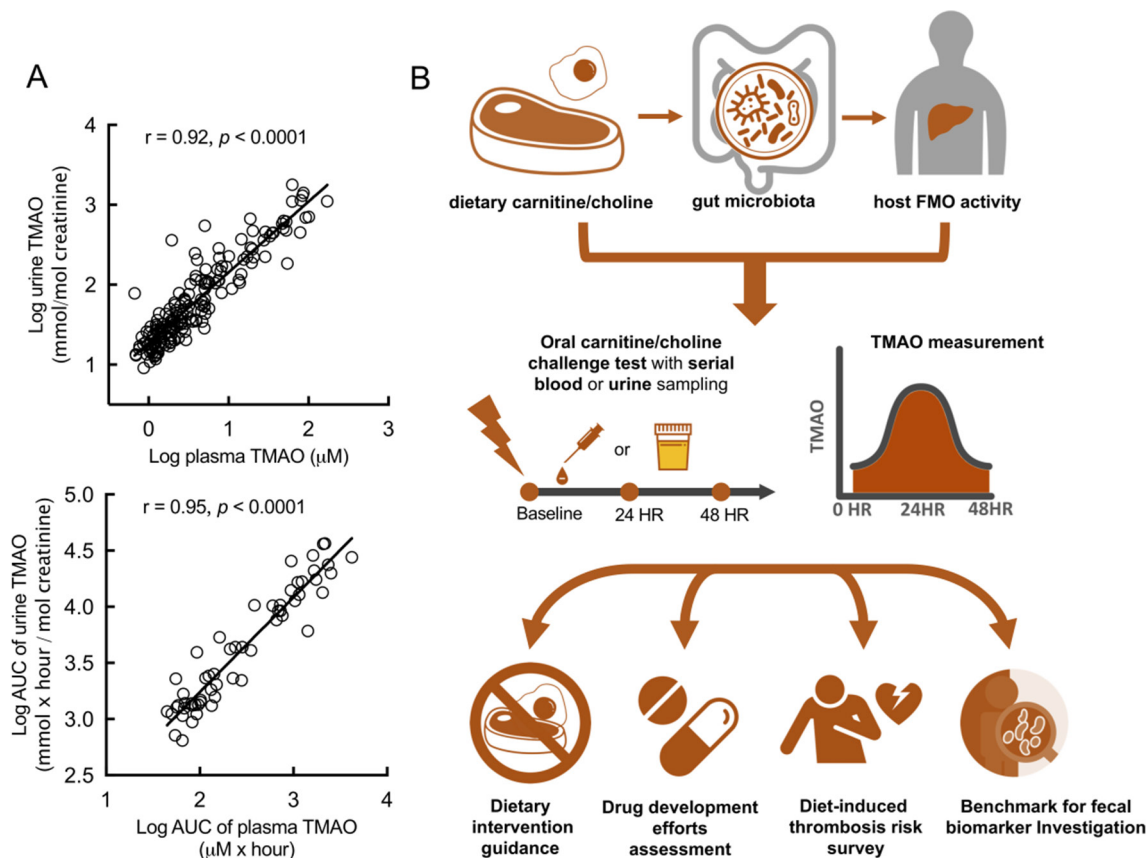 A
r = 0.92, p < 0.0001
4
3
2
1
Log urine TMAO
(mmol/mol creatinine)
0
1
2
3
Log plasma TMAO (μM)
r = 0.95, p < 0.0001
5.0
4.5
4.0
3.5
3.0
2.5
Log AUC of urine TMAO
(mmol x hour / mol creatinine)
1
2
3
4
Log AUC of plasma TMAO
(μM x hour)
B
dietary carnitine/choline
gut microbiota
host FMO activity
Oral carnitine/choline
challenge test with serial
blood or urine sampling
or
Baseline
24 HR
48 HR
TMAO measurement
TMAO
0 HR
24HR
48HR
Dietary
intervention
guidance
Drug development
efforts
assessment
Diet-induced
thrombosis risk
survey
Benchmark for fecal
biomarker Investigation